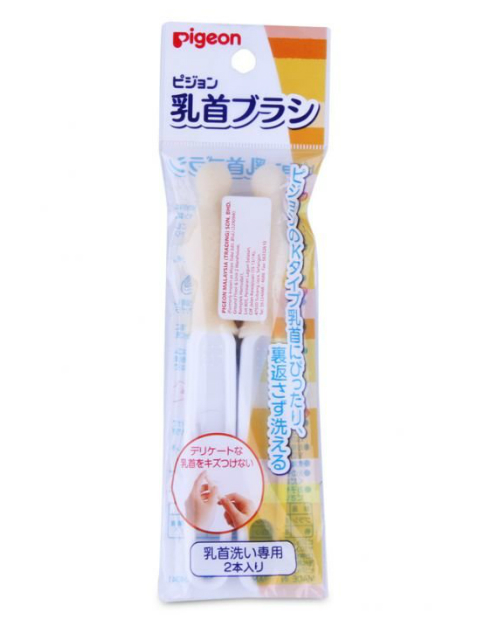 pigeon
ピジョン
乳首ブラシ
ピジョンのKタイプ乳首にぴったり、
裏返さず洗える
PIGEON MALAYSIA (TRADING) SDN. BHD.
デリケートな
乳首をキズつけない
乳首洗い専用
2本入り